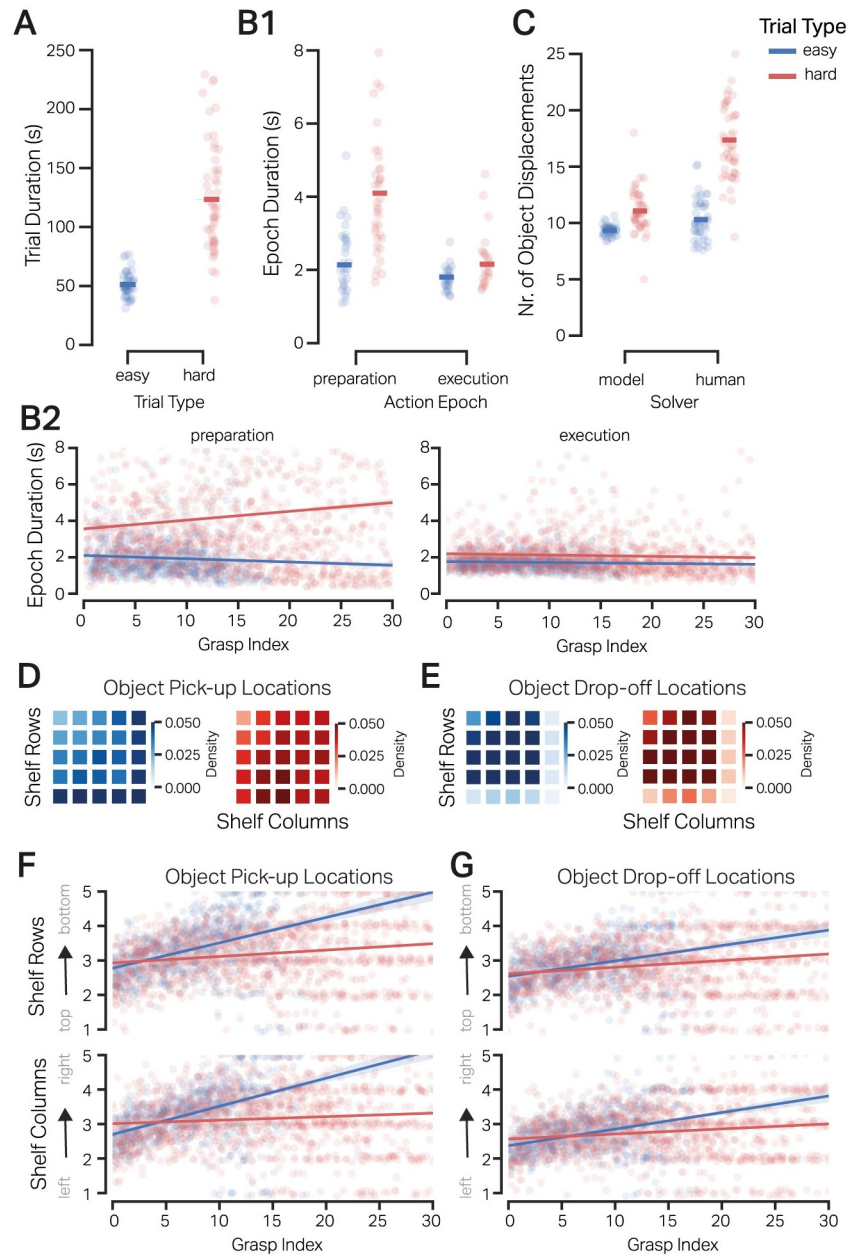 A
B1
C
Trial Type
easy
hard
Trial Duration (s)
250
200
150
100
50
0
easy hard
Trial Type
Epoch Duration (s)
8
6
4
2
0
preparation execution
Action Epoch
Nr. of Object Displacements
25
20
15
10
5
0
model human
Solver
B2
preparation
execution
Epoch Duration (s)
8
6
4
2
0
0 5 10 15 20 25 30
Grasp Index
8
6
4
2
0
0 5 10 15 20 25 30
Grasp Index
D
Object Pick-up Locations
Shelf Rows
0.050
0.025
0.000
Density
0.050
0.025
0.000
Density
Shelf Columns
E
Object Drop-off Locations
Shelf Rows
0.050
0.025
0.000
Density
0.050
0.025
0.000
Density
Shelf Columns
F
Object Pick-up Locations
Shelf Rows
top
bottom
5
4
3
2
1
Shelf Columns
left
right
5
4
3
2
1
0 5 10 15 20 25 30
Grasp Index
G
Object Drop-off Locations
top
bottom
5
4
3
2
1
left
right
5
4
3
2
1
0 5 10 15 20 25 30
Grasp Index